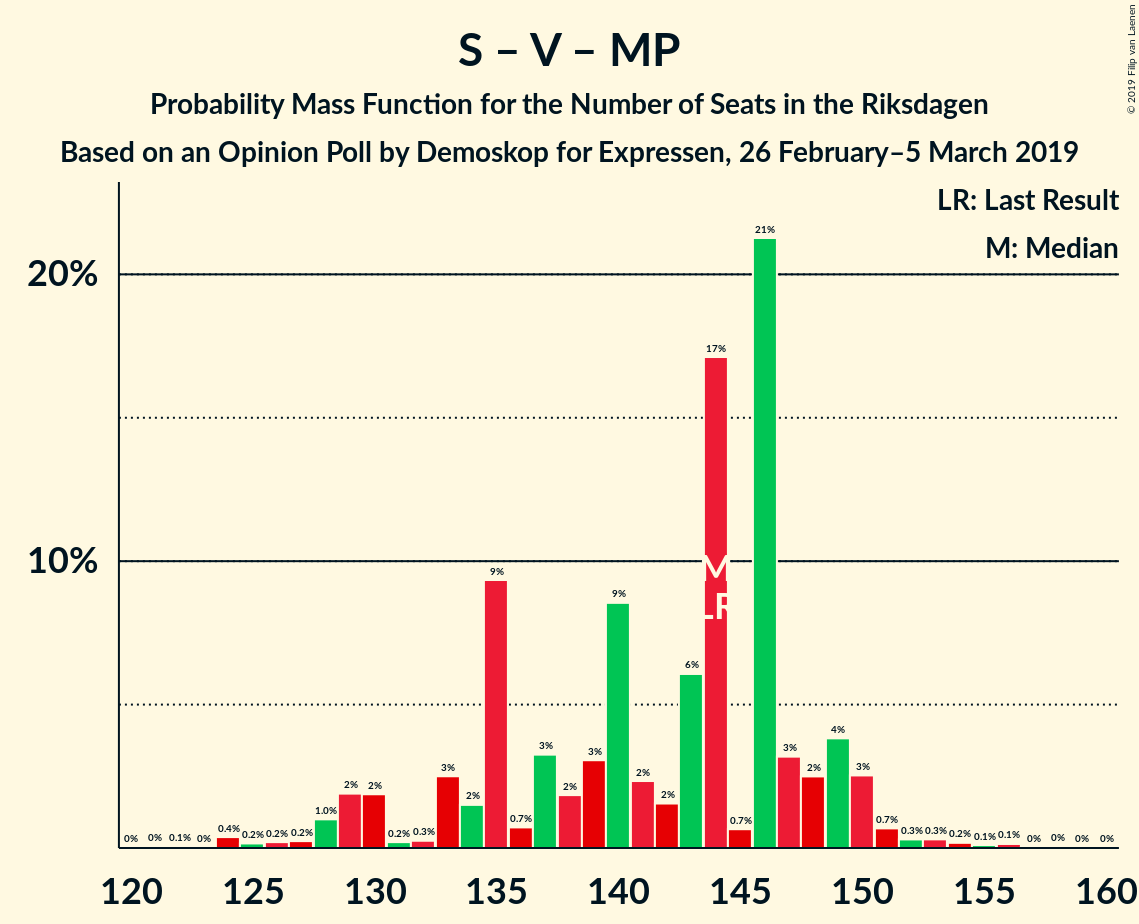 S – V – MP
Probability Mass Function for the Number of Seats in the Riksdagen
Based on an Opinion Poll by Demoskop for Expressen, 26 February–5 March 2019
© 2019 Filip van Laenen
LR: Last Result
M: Median
20%
10%
0% 0% 0.1% 0% 0.4% 0.2% 0.2% 0.2% 1.0% 2% 2% 0.2% 0.3% 3% 2% 9% 0.7% 3% 2% 3% 9% 2% 2% 6% 17% 0.7% 21% 3% 2% 4% 3% 0.7% 0.3% 0.3% 0.2% 0.1% 0.1% 0% 0% 0% 0%
M
LR
120 125 130 135 140 145 150 155 160